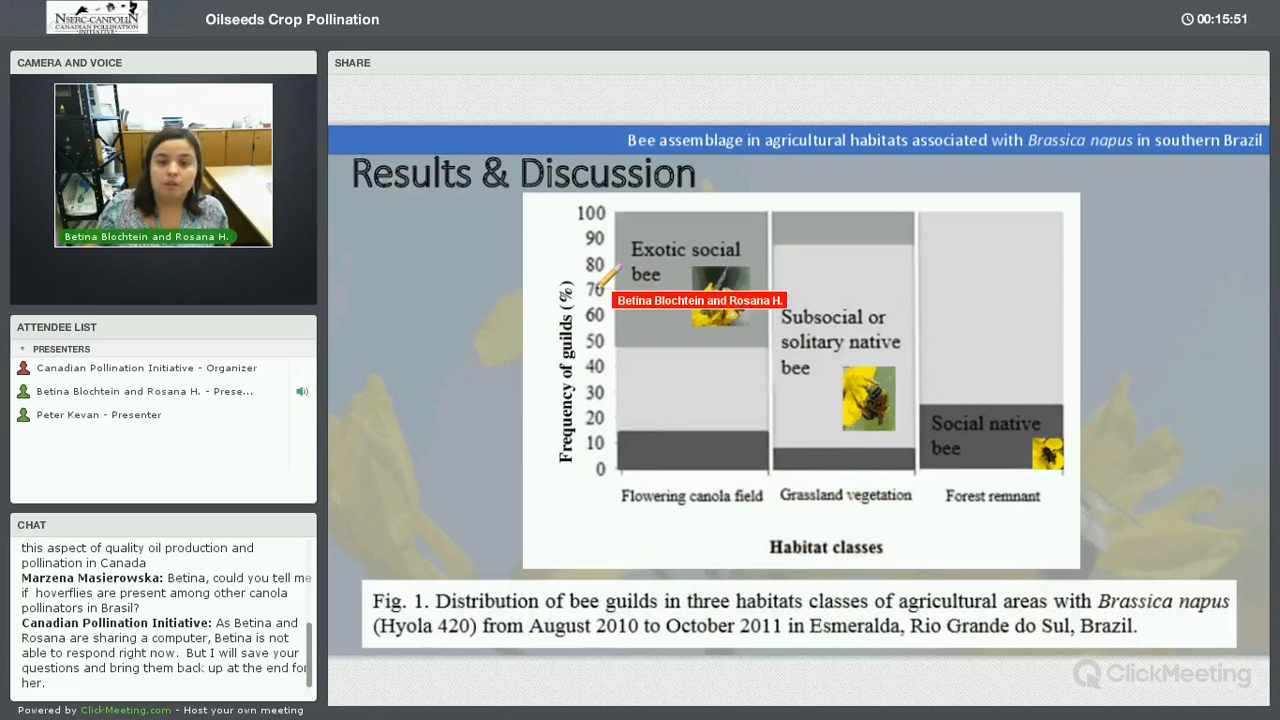 NSERC-CANPOLIN
CANADIAN POLLINATION
INITIATIVE
Oilseeds Crop Pollination
00:15:51
CAMERA AND VOICE
Betina Blochtein and Rosana H.
ATTENDEE LIST
PRESENTERS
Canadian Pollination Initiative - Organizer
Betina Blochtein and Rosana H. - Prese...
Peter Kevan - Presenter
CHAT
this aspect of quality oil production and
pollination in Canada
Marzena Masierowska: Betina, could you tell me
if hoverflies are present among other canola
pollinators in Brasil?
Canadian Pollination Initiative: As Betina and
Rosana are sharing a computer, Betina is not
able to respond right now. But I will save your
questions and bring them back up at the end for
her.
Powered by ClickMeeting.com - Host your own meeting
SHARE
Bee assemblage in agricultural habitats associated with Brassica napus in southern Brazil
Results & Discussion
Frequency of guilds (%)
100
90
80
70
60
50
40
30
20
10
0
Exotic social
bee
Betina Blochtein and Rosana H.
Subsocial or
solitary native
bee
Social native
bee
Flowering canola field
Grassland vegetation
Forest remnant
Habitat classes
Fig. 1. Distribution of bee guilds in three habitats classes of agricultural areas with Brassica napus
(Hyola 420) from August 2010 to October 2011 in Esmeralda, Rio Grande do Sul, Brazil.
ClickMeeting